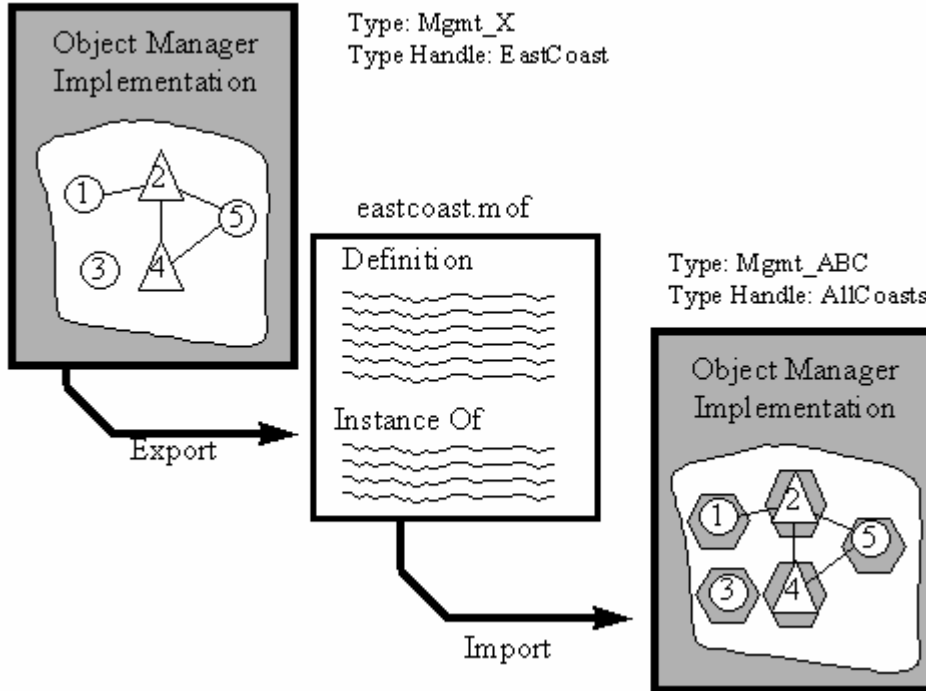 Object Manager
Implementation
Type: Mgmt_X
Type Handle: EastCoast
1
2
5
3
4
eastcoast.mof
Definition
Instance Of
Export
Type: Mgmt_ABC
Type Handle: AllCoasts
Object Manager
Implementation
1
2
5
3
4
Import